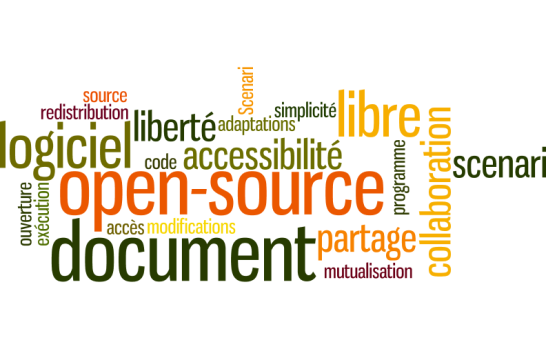 Scenari
source
redistribution
liberté
adaptations
simplicité
libre
logiciel
code
accessibilité
programme
collaboration
scenari
open-source
ouverture
exécution
accès
modifications
document
partage
mutualisation